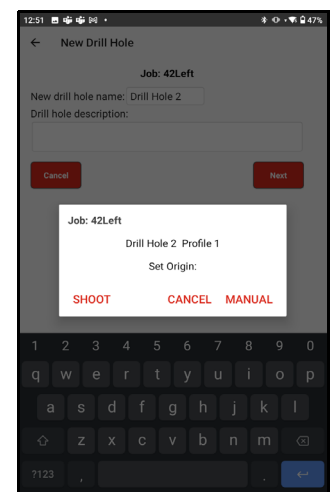 12:51 47%
New Drill Hole
Job: 42Left
New drill hole name: Drill Hole 2
Drill hole description:
Cancel Next
Job: 42Left
Drill Hole 2 Profile 1
Set Origin:
SHOOT CANCEL MANUAL
1 2 3 4 5 6 7 8 9 0
q w e r t y u i o p
a s d f g h j k l
z x c v b n m
?123 , .